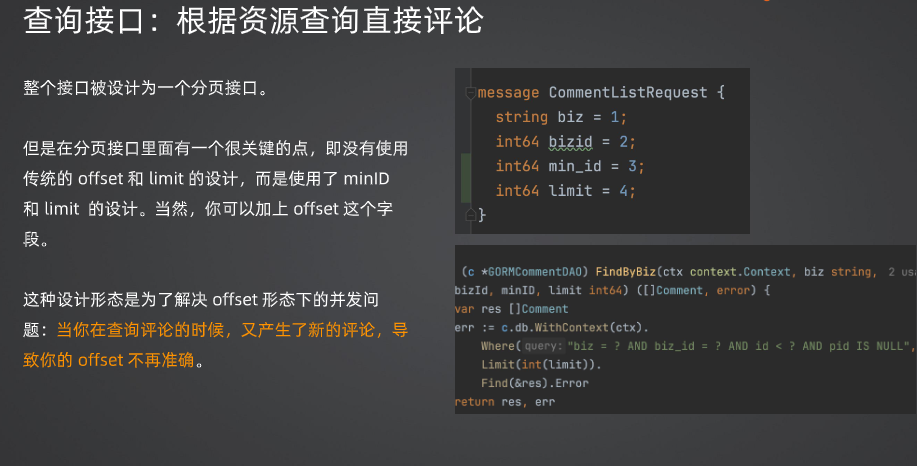 查询接口：根据资源查询直接评论
整个接口被设计为一个分页接口。
但是在分页接口里面有一个很关键的点，即没有使用
传统的 offset 和 limit 的设计，而是使用了 minID
和 limit 的设计。当然，你可以加上 offset 这个字
段。
这种设计形态是为了解决 offset 形态下的并发问
题：当你在查询评论的时候，又产生了新的评论，导
致你的 offset 不再准确。
message CommentListRequest {
string biz = 1;
int64 bizid = 2;
int64 min_id = 3;
int64 limit = 4;
}
(c *GORMCommentDAO) FindByBiz(ctx context.Context, biz string, 2 usa
bizId, minID, limit int64) ([]Comment, error) {
var res []Comment
err := c.db.WithContext(ctx).
Where( query: "biz = ? AND biz_id = ? AND id < ? AND pid IS NULL",
Limit(int(limit)).
Find(&res).Error
return res, err